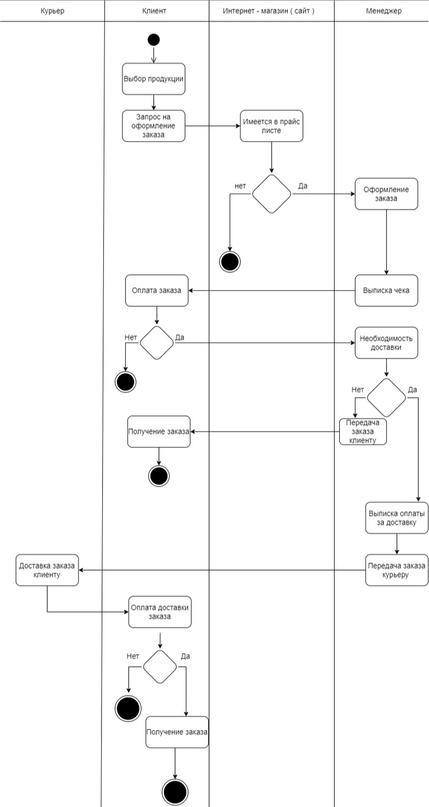 Курьер
Клиент
Интернет - магазин ( сайт )
Менеджер
Выбор продукции
Запрос на
оформление
заказа
Имеется в прайс
листе
нет
Да
Оформление
заказа
Оплата заказа
Выписка чека
Нет
Да
Необходимость
доставки
Нет
Да
Получение заказа
Передача
заказа
клиенту
Выписка оплаты
за доставку
Доставка заказа
клиенту
Передача заказа
курьеру
Оплата доставки
заказа
Нет
Да
Получение заказа